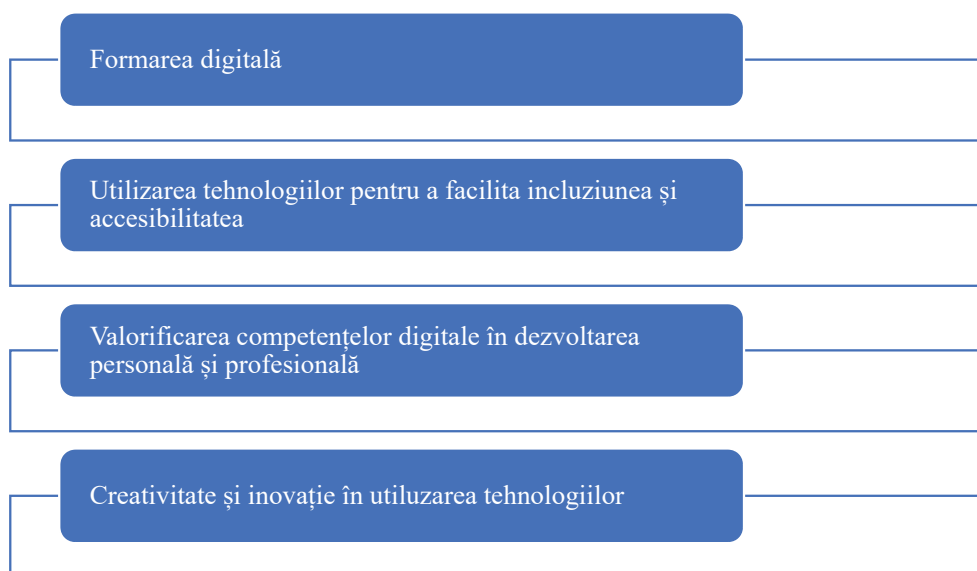 Formarea digitală
Utilizarea tehnologiilor pentru a facilita incluziunea și
accesibilitatea
Valorificarea competențelor digitale în dezvoltarea
personală și profesională
Creativitate și inovație în utiluzarea tehnologiilor